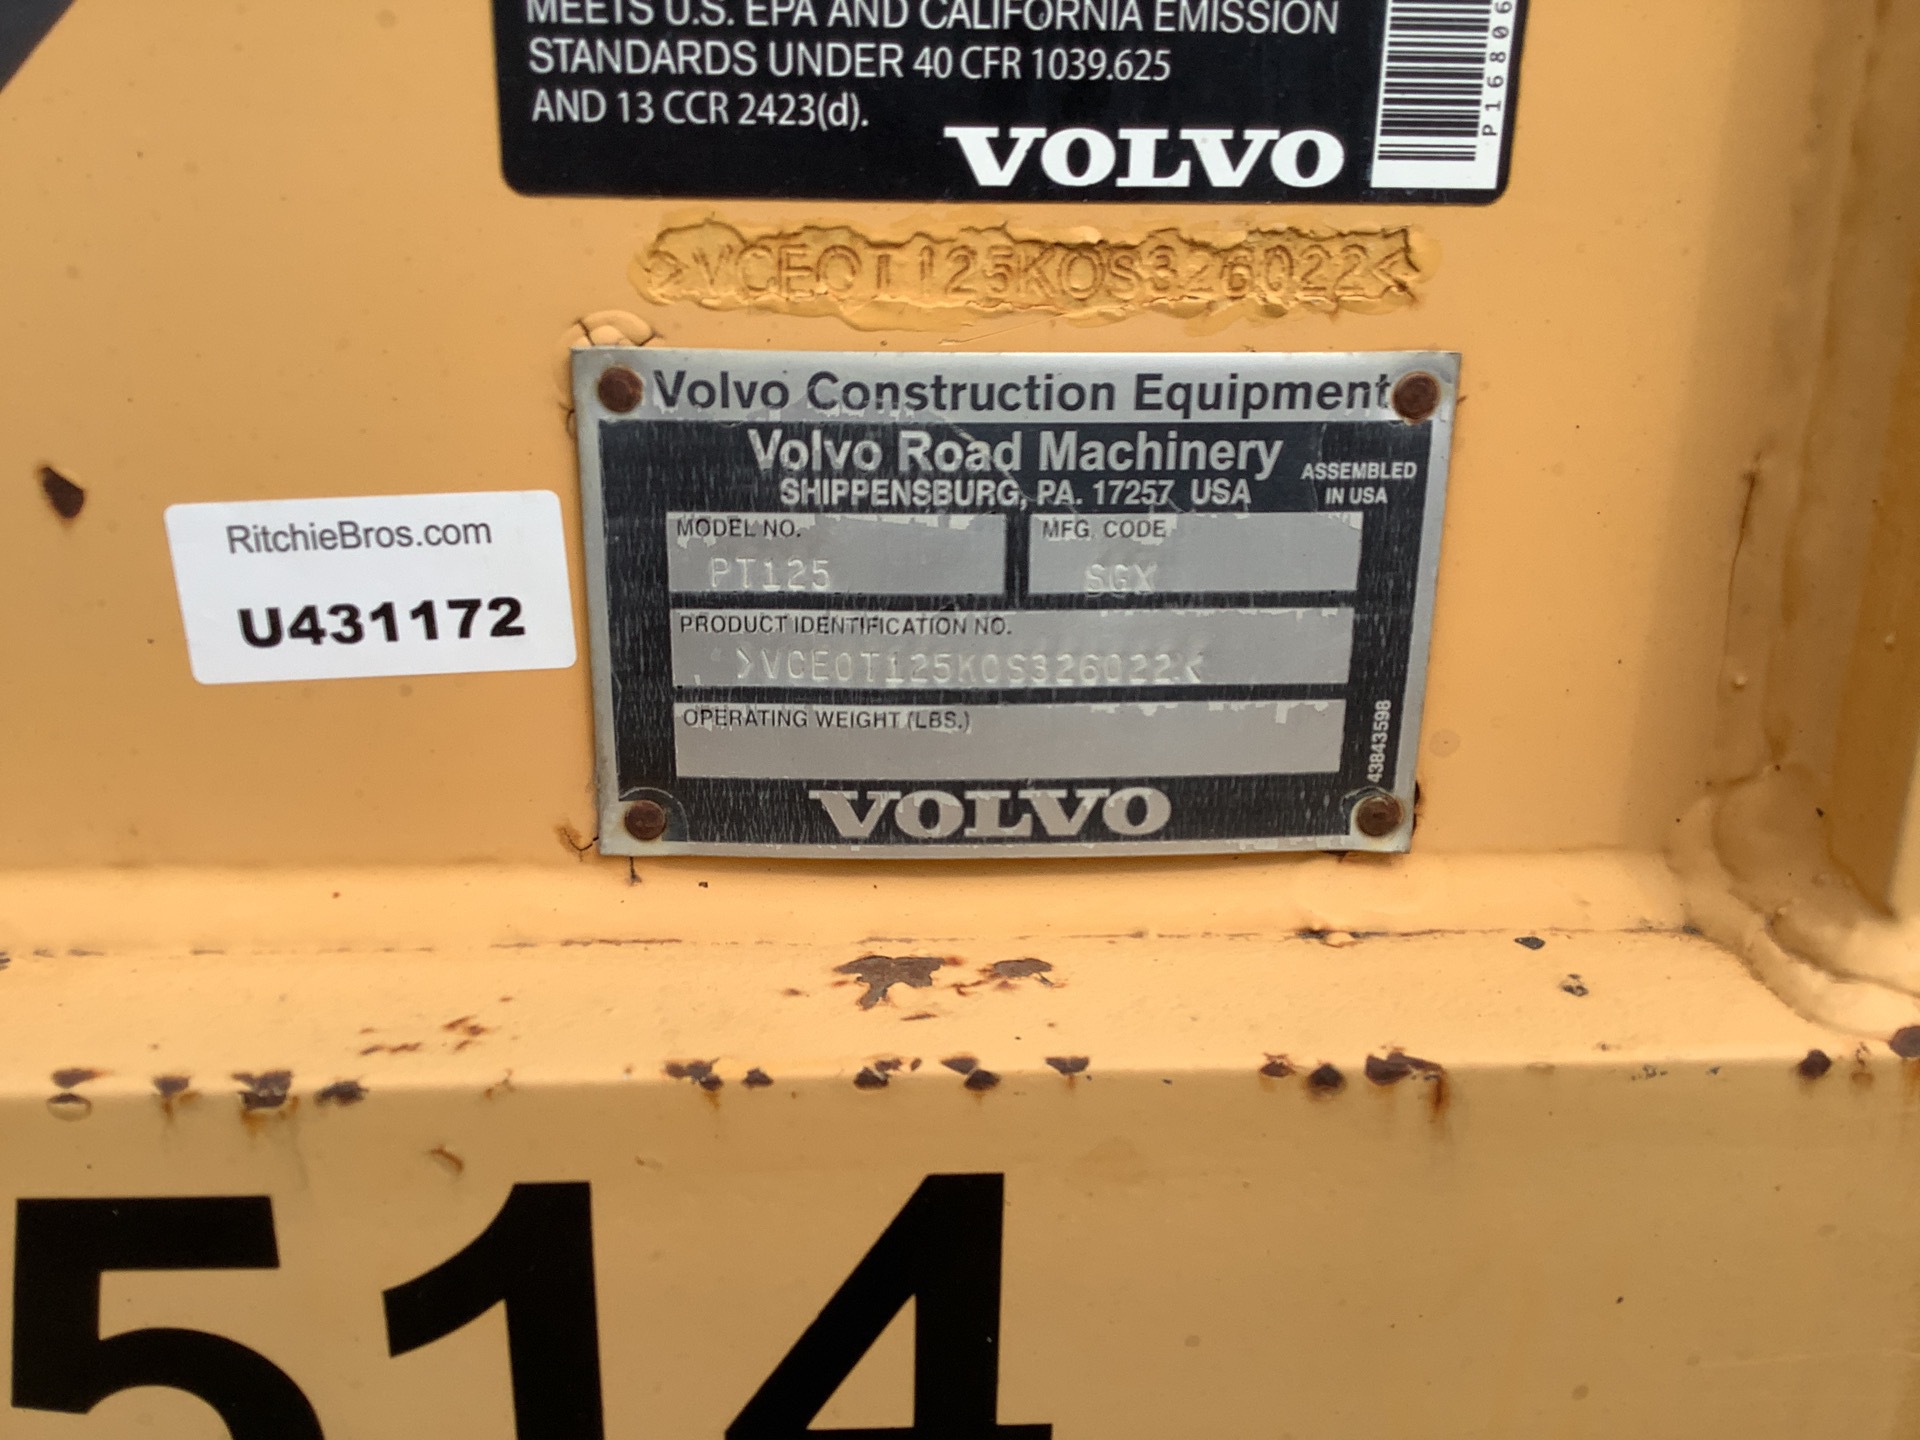 MEETS U.S. EPA AND CALIFORNIA EMISSION
STANDARDS UNDER 40 CFR 1039.625
AND 13 CCR 2423(d).
VOLVO
P16806
>VCE0T125K0S326022<
Volvo Construction Equipment
Volvo Road Machinery
SHIPPENSBURG, PA. 17257 USA
ASSEMBLED
IN USA
MODEL NO.
PT125
MFG. CODE
SGX
PRODUCT IDENTIFICATION NO.
>VCE0T125K0S326022<
OPERATING WEIGHT (LBS.)
43843598
VOLVO
RitchieBros.com
U431172
514